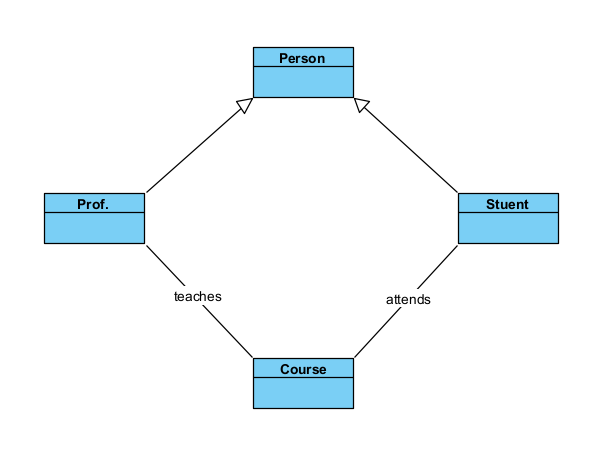 Person
Prof.
Stuent
teaches
attends
Course